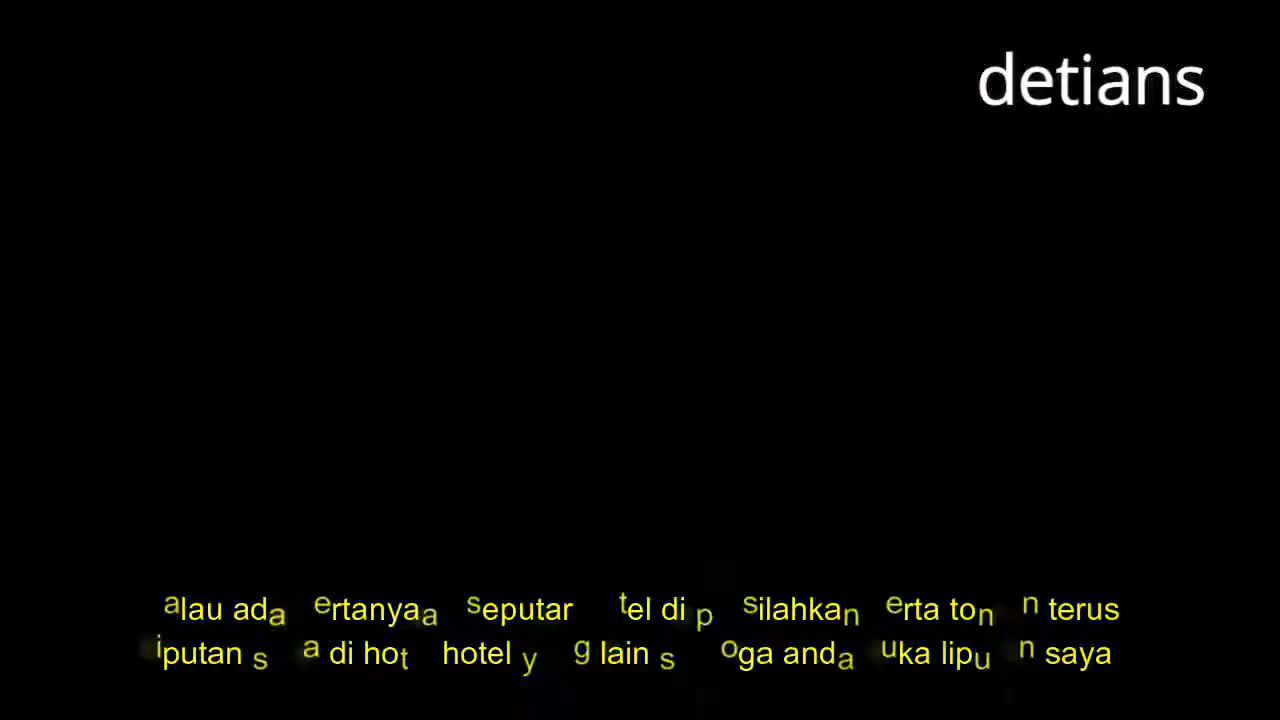 detians
alau ada ertanyaa seputar tel di p silahkan erta ton n terus
iputan s a di hot hotel y g lain s oga anda uka lipu n saya